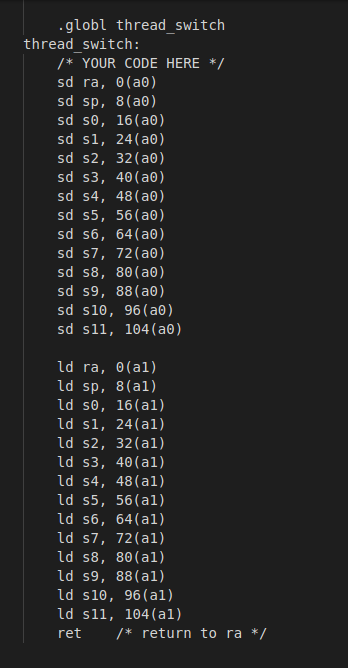 .globl thread_switch
thread_switch:
/* YOUR CODE HERE */
sd ra, 0(a0)
sd sp, 8(a0)
sd s0, 16(a0)
sd s1, 24(a0)
sd s2, 32(a0)
sd s3, 40(a0)
sd s4, 48(a0)
sd s5, 56(a0)
sd s6, 64(a0)
sd s7, 72(a0)
sd s8, 80(a0)
sd s9, 88(a0)
sd s10, 96(a0)
sd s11, 104(a0)

ld ra, 0(a1)
ld sp, 8(a1)
ld s0, 16(a1)
ld s1, 24(a1)
ld s2, 32(a1)
ld s3, 40(a1)
ld s4, 48(a1)
ld s5, 56(a1)
ld s6, 64(a1)
ld s7, 72(a1)
ld s8, 80(a1)
ld s9, 88(a1)
ld s10, 96(a1)
ld s11, 104(a1)
ret    /* return to ra */